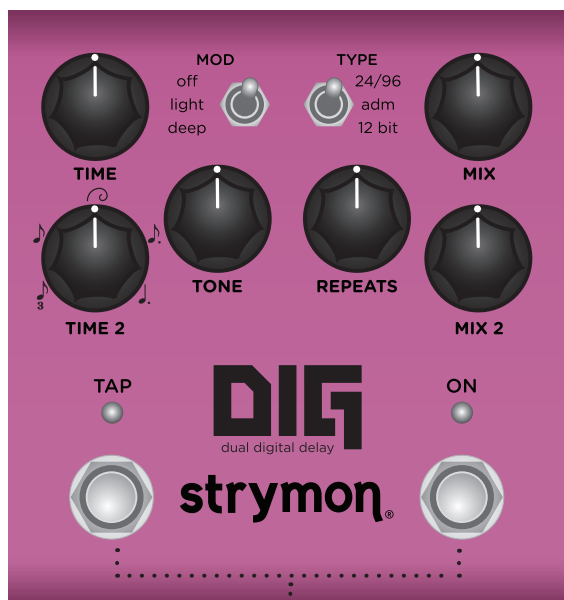 MOD
off
light
deep
TYPE
24/96
adm
12 bit
TIME
MIX
TONE
REPEATS
3
TIME 2
MIX 2
TAP
DIG
dual digital delay
ON
strymon®